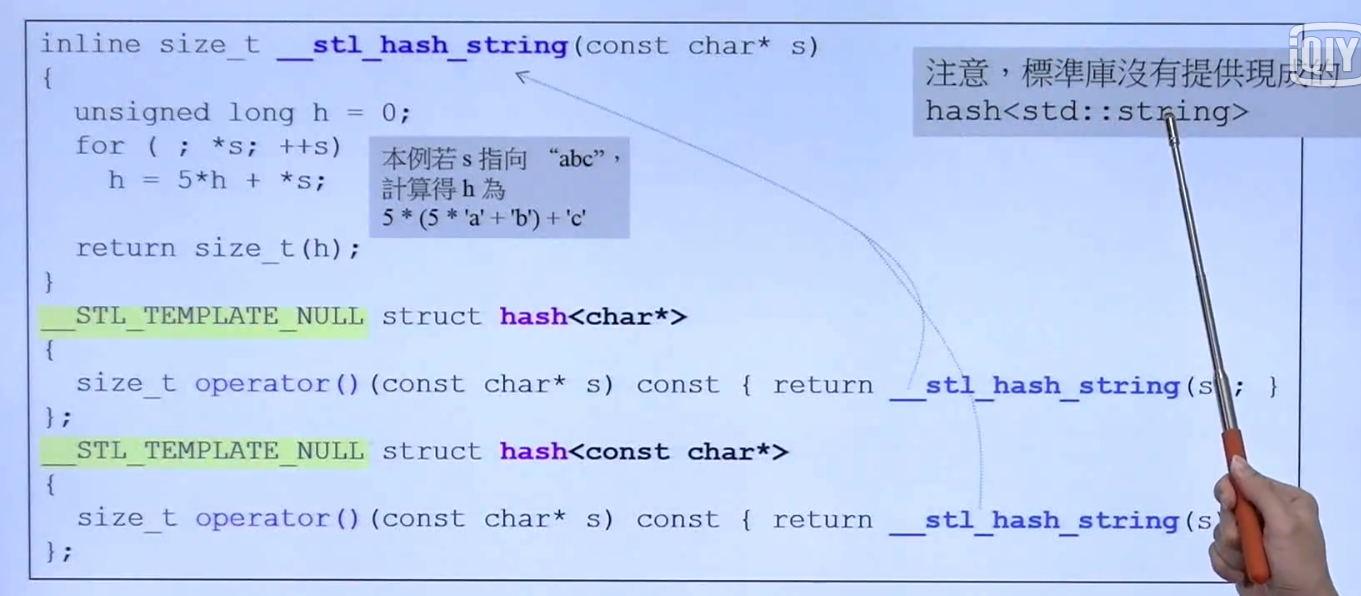 inline size_t __stl_hash_string(const char* s)
{
unsigned long h = 0;
for ( ; *s; ++s)
h = 5*h + *s;
return size_t(h);
}
本例若 s 指向 “abc”，
計算得 h 為
5 * (5 * 'a' + 'b') + 'c'
注意，標準庫沒有提供現成的
hash<std::string>
iQIY
__STL_TEMPLATE_NULL struct hash<char*>
{
size_t operator()(const char* s) const { return __stl_hash_string(s); }
};
__STL_TEMPLATE_NULL struct hash<const char*>
{
size_t operator()(const char* s) const { return __stl_hash_string(s
};